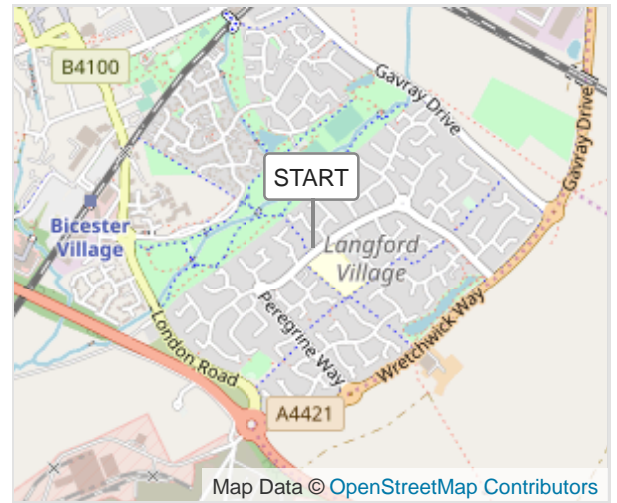 B4100
Gavray Drive
START
Gavray Drive
Bicester
Village
Langford
Village
Peregrine Way
London Road
Wretchwick Way
A4421
Map Data © OpenStreetMap Contributors